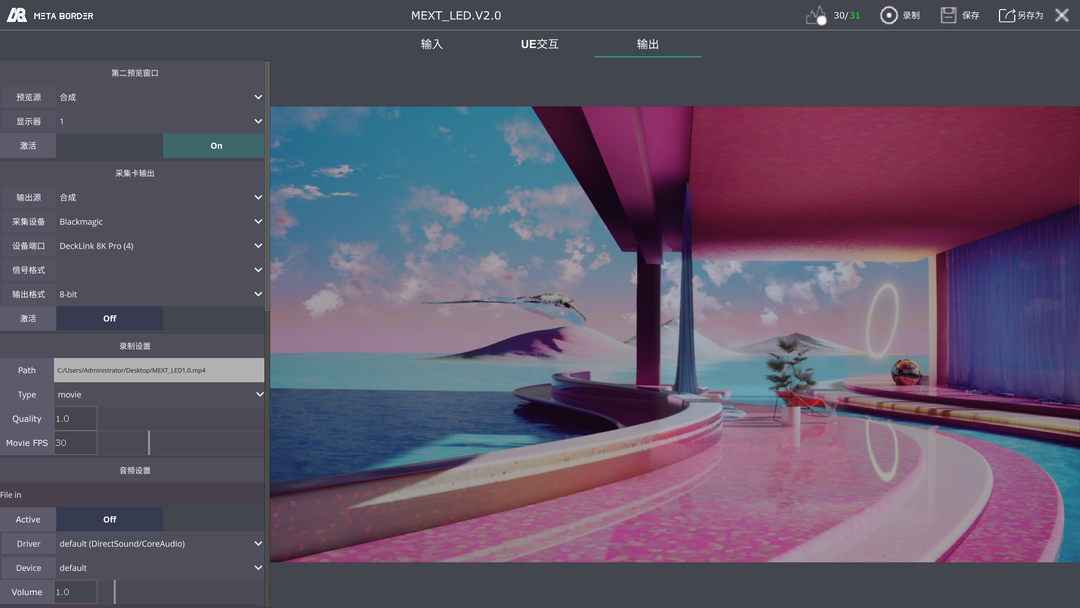 META BORDER
MEXT_LED.V2.0
30/31
录制
保存
另存为
输入
UE交互
输出
第二预览窗口
预览源 合成
显示器 1
激活 On
采集卡输出
输出源 合成
采集设备 Blackmagic
设备端口 DeckLink 8K Pro (4)
信号格式
输出格式 8-bit
激活 Off
录制设置
Path C:/Users/Administrator/Desktop/MEXT_LED1.0.mp4
Type movie
Quality 1.0
Movie FPS 30
音频设置
File in
Active Off
Driver default (DirectSound/CoreAudio)
Device default
Volume 1.0